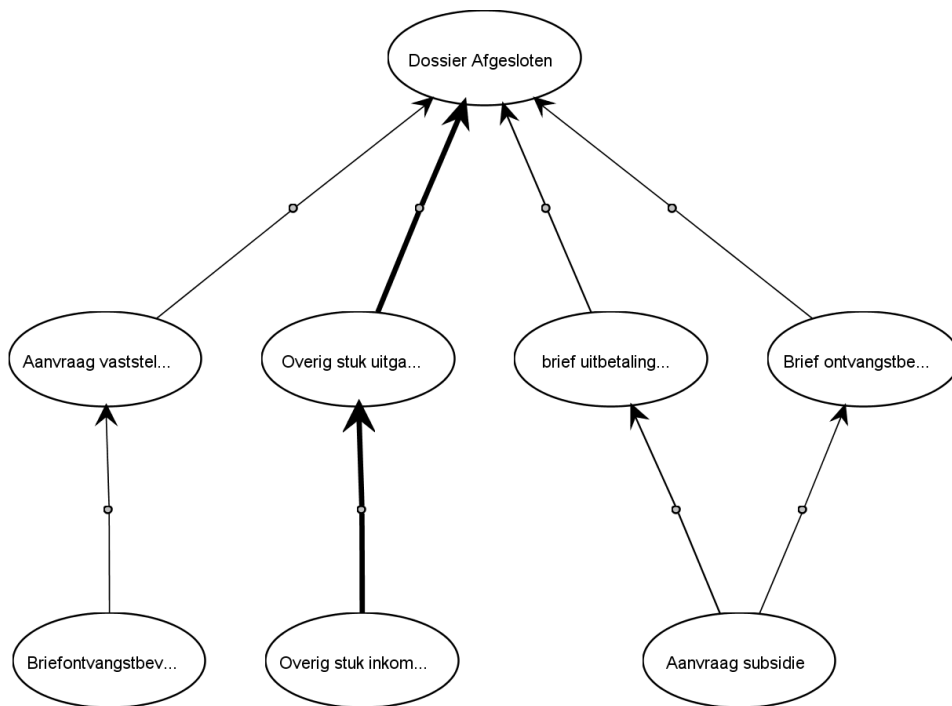 Dossier Afgesloten
Aanvraag vaststel...
Overig stuk uitga...
brief uitbetaling...
Brief ontvangstbe...
Briefontvangstbev...
Overig stuk inkom...
Aanvraag subsidie